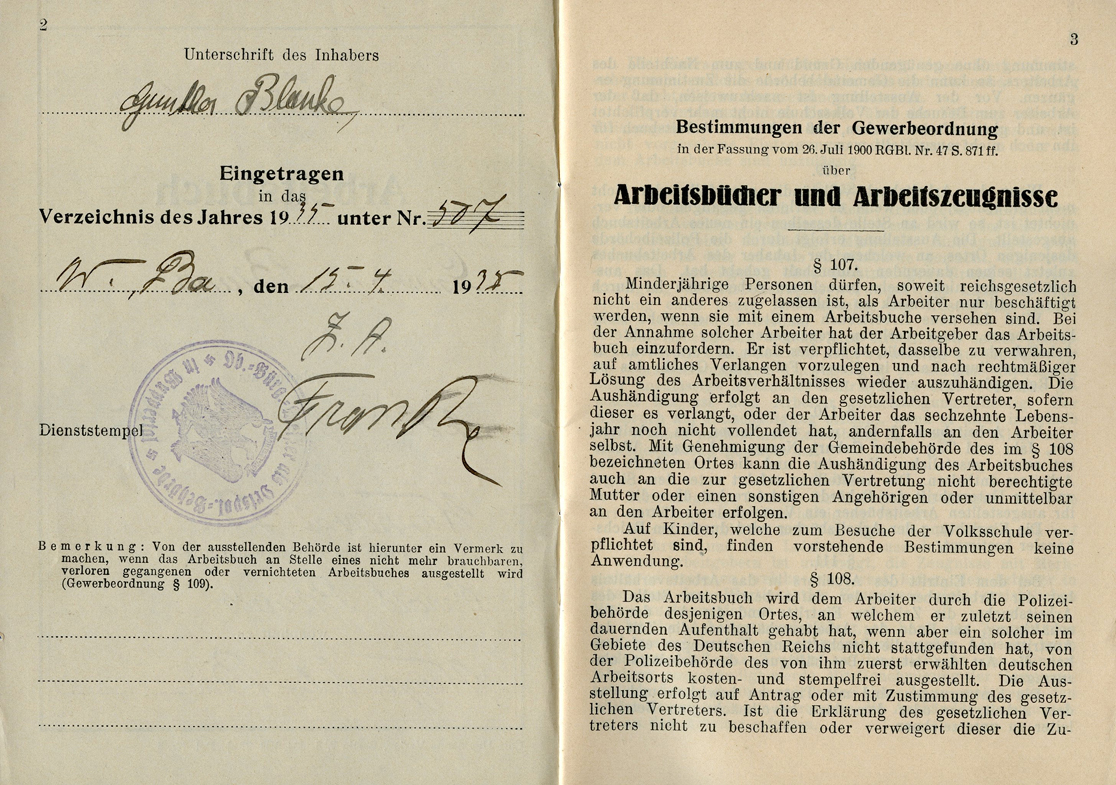 2
Unterschrift des Inhabers
Gunther Blanke
Eingetragen
in das
Verzeichnis des Jahres 1935 unter Nr. 507
W.-Ba, den 15.4. 1935
I. A.
Dienststempel
in Wuppertal * Ob.-Bürgermeister als Ortspol.-Behörde *
Bemerkung: Von der ausstellenden Behörde ist hierunter ein Vermerk zu
machen, wenn das Arbeitsbuch an Stelle eines nicht mehr brauchbaren,
verloren gegangenen oder vernichteten Arbeitsbuches ausgestellt wird
(Gewerbeordnung § 109).
3
Bestimmungen der Gewerbeordnung
in der Fassung vom 26. Juli 1900 RGBl. Nr. 47 S. 871 ff.
über
Arbeitsbücher und Arbeitszeugnisse
§ 107.
Minderjährige Personen dürfen, soweit reichsgesetzlich
nicht ein anderes zugelassen ist, als Arbeiter nur beschäftigt
werden, wenn sie mit einem Arbeitsbuche versehen sind. Bei
der Annahme solcher Arbeiter hat der Arbeitgeber das Arbeits-
buch einzufordern. Er ist verpflichtet, dasselbe zu verwahren,
auf amtliches Verlangen vorzulegen und nach rechtmäßiger
Lösung des Arbeitsverhältnisses wieder auszuhändigen. Die
Aushändigung erfolgt an den gesetzlichen Vertreter, sofern
dieser es verlangt, oder der Arbeiter das sechzehnte Lebens-
jahr noch nicht vollendet hat, andernfalls an den Arbeiter
selbst. Mit Genehmigung der Gemeindebehörde des im § 108
bezeichneten Ortes kann die Aushändigung des Arbeitsbuches
auch an die zur gesetzlichen Vertretung nicht berechtigte
Mutter oder einen sonstigen Angehörigen oder unmittelbar
an den Arbeiter erfolgen.
Auf Kinder, welche zum Besuche der Volksschule ver-
pflichtet sind, finden vorstehende Bestimmungen keine
Anwendung.
§ 108.
Das Arbeitsbuch wird dem Arbeiter durch die Polizei-
behörde desjenigen Ortes, an welchem er zuletzt seinen
dauernden Aufenthalt gehabt hat, wenn aber ein solcher im
Gebiete des Deutschen Reichs nicht stattgefunden hat, von
der Polizeibehörde des von ihm zuerst erwählten deutschen
Arbeitsorts kosten- und stempelfrei ausgestellt. Die Aus-
stellung erfolgt auf Antrag oder mit Zustimmung des gesetz-
lichen Vertreters. Ist die Erklärung des gesetzlichen Ver-
treters nicht zu beschaffen oder verweigert dieser die Zu-